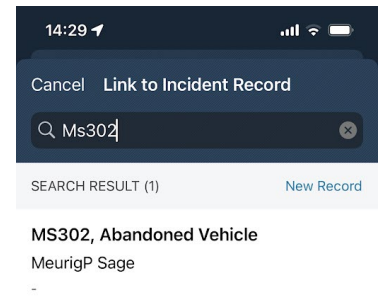 14:29
Cancel Link to Incident Record
Ms302
SEARCH RESULT (1) New Record
MS302, Abandoned Vehicle
MeurigP Sage
-